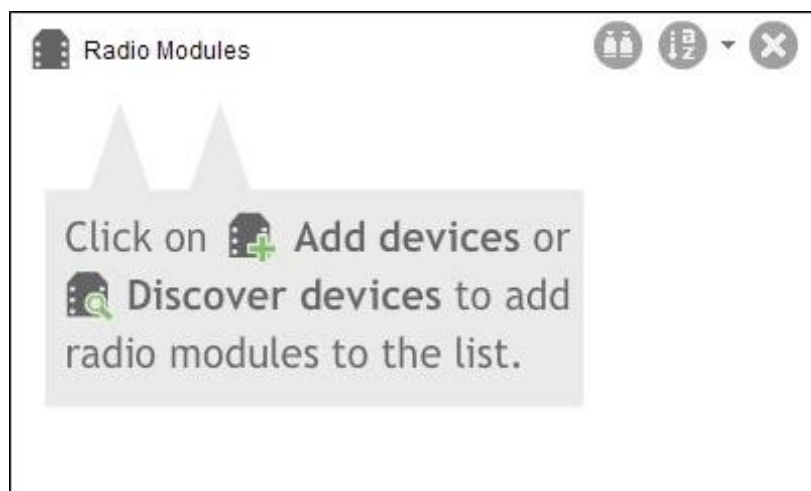 Radio Modules
Click on Add devices or
Discover devices to add
radio modules to the list.